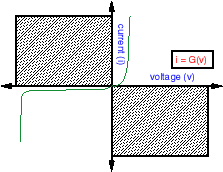 current (i)
i = G(v)
voltage (v)